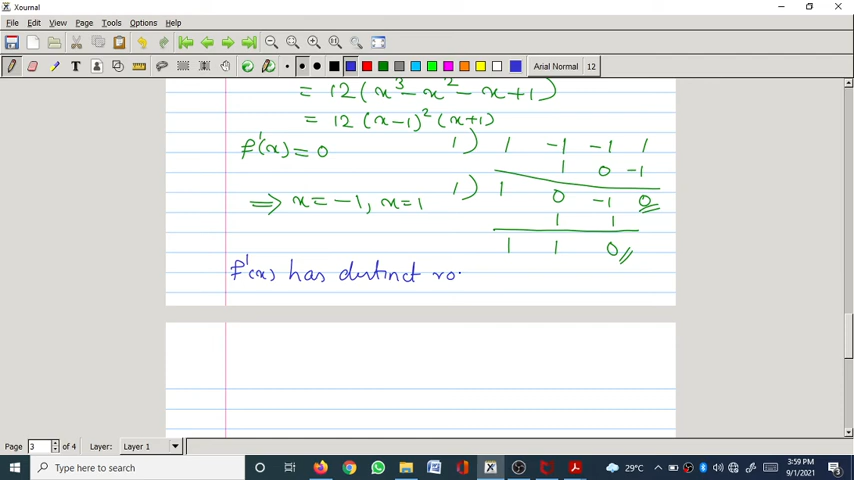 Xournal
File Edit View Page Tools Options Help
Arial Normal 12
= 12 (x³ - x² - x + 1)
= 12 (x-1)² (x+1)
f'(x) = 0
1) 1 -1 -1 1
1 0 -1
⇒ x = -1, x = 1
1) 1 0 -1 0
1 1
1 1 0
f'(x) has distinct ro
Page 3 of 4 Layer: Layer 1
Type here to search
29°C
3:59 PM
9/1/2021
3